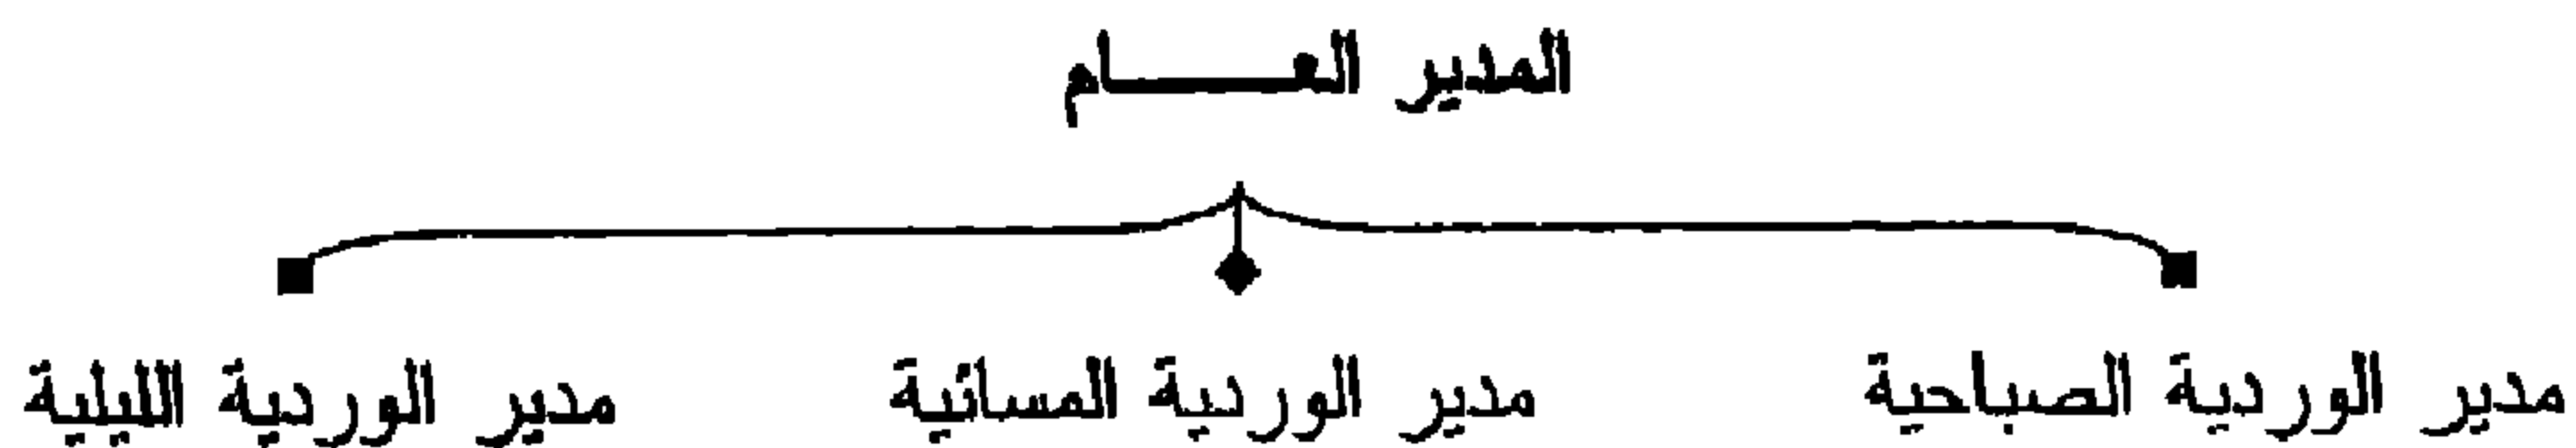 المدير العـــــام
مدير الوردية الصباحية
مدير الوردية المسائية
مدير الوردية الليلية